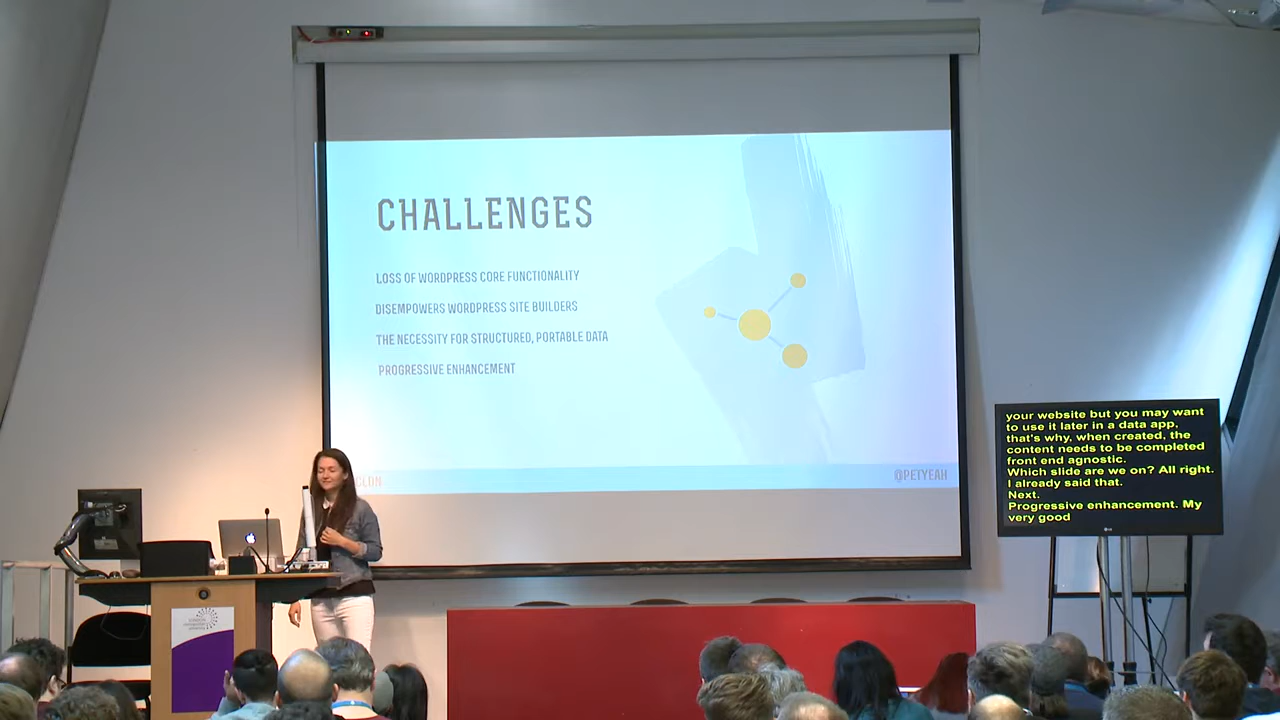 CHALLENGES
LOSS OF WORDPRESS CORE FUNCTIONALITY
DISEMPOWERS WORDPRESS SITE BUILDERS
THE NECESSITY FOR STRUCTURED, PORTABLE DATA
PROGRESSIVE ENHANCEMENT
@PETYEAH
your website but you may want
to use it later in a data app,
that's why, when created, the
content needs to be completed
front end agnostic.
Which slide are we on? All right.
I already said that.
Next.
Progressive enhancement. My
very good